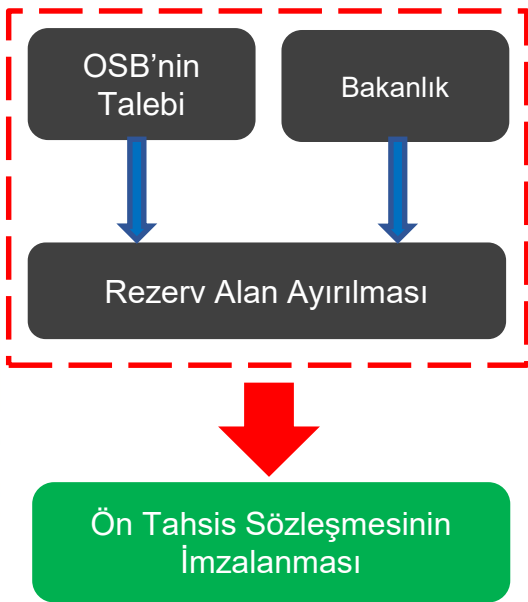 OSB’nin
Talebi
Bakanlık
Rezerv Alan Ayırılması
Ön Tahsis Sözleşmesinin
İmzalanması